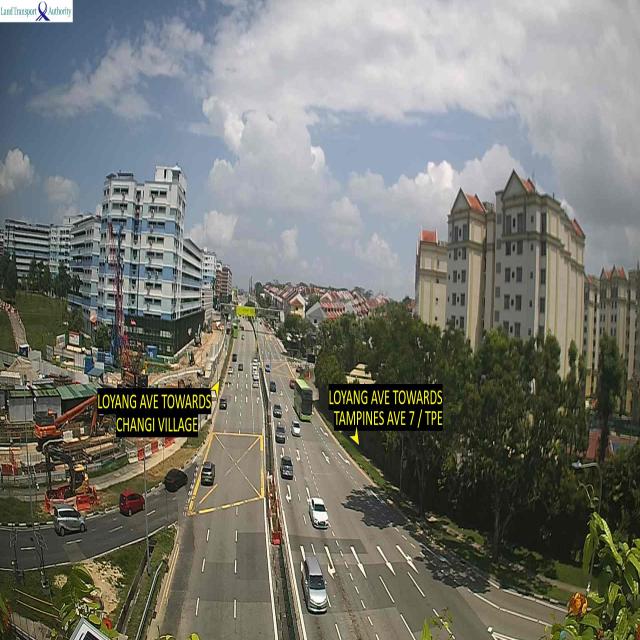 Land Transport Authority
LOYANG AVE TOWARDS
CHANGI VILLAGE
LOYANG AVE TOWARDS
TAMPINES AVE 7 / TPE